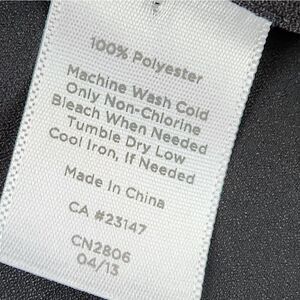 100% Polyester
Machine Wash Cold
Only Non-Chlorine
Bleach When Needed
Tumble Dry Low
Cool Iron, If Needed
Made In China
CA #23147
CN2806
04/13